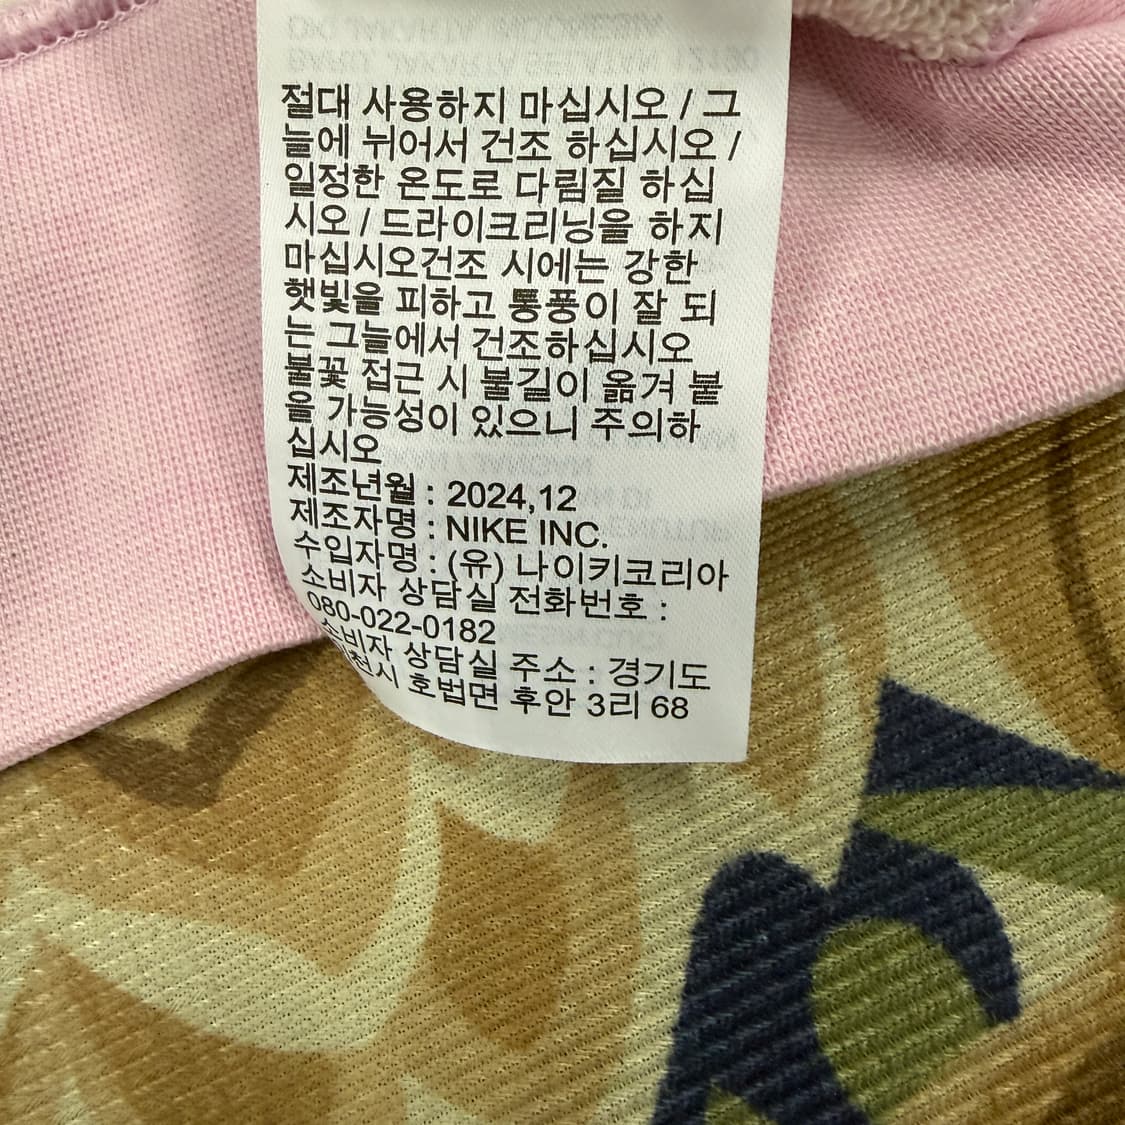 절대 사용하지 마십시오 / 그
늘에 뉘어서 건조 하십시오 /
일정한 온도로 다림질 하십
시오 / 드라이크리닝을 하지
마십시오건조 시에는 강한
햇빛을 피하고 통풍이 잘 되
는 그늘에서 건조하십시오
불꽃 접근 시 불길이 옮겨 붙
을 가능성이 있으니 주의하
십시오
제조년월 : 2024,12
제조자명 : NIKE INC.
수입자명 : (유) 나이키코리아
소비자 상담실 전화번호 :
080-022-0182
소비자 상담실 주소 : 경기도
이천시 호법면 후안 3리 68